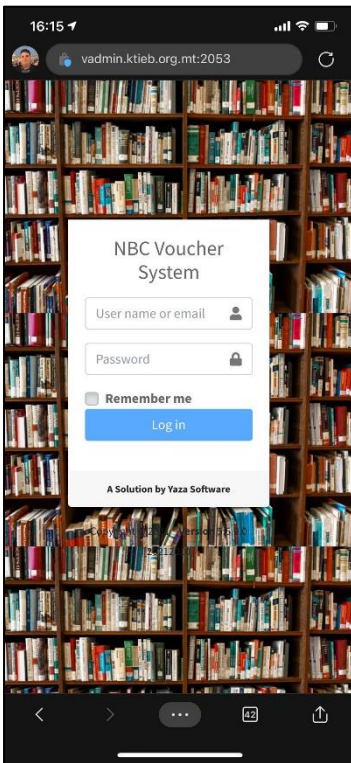 16:15
vadmin.ktieb.org.mt:2053
NBC Voucher
System
User name or email
Password
Remember me
Log in
A Solution by Yaza Software
42